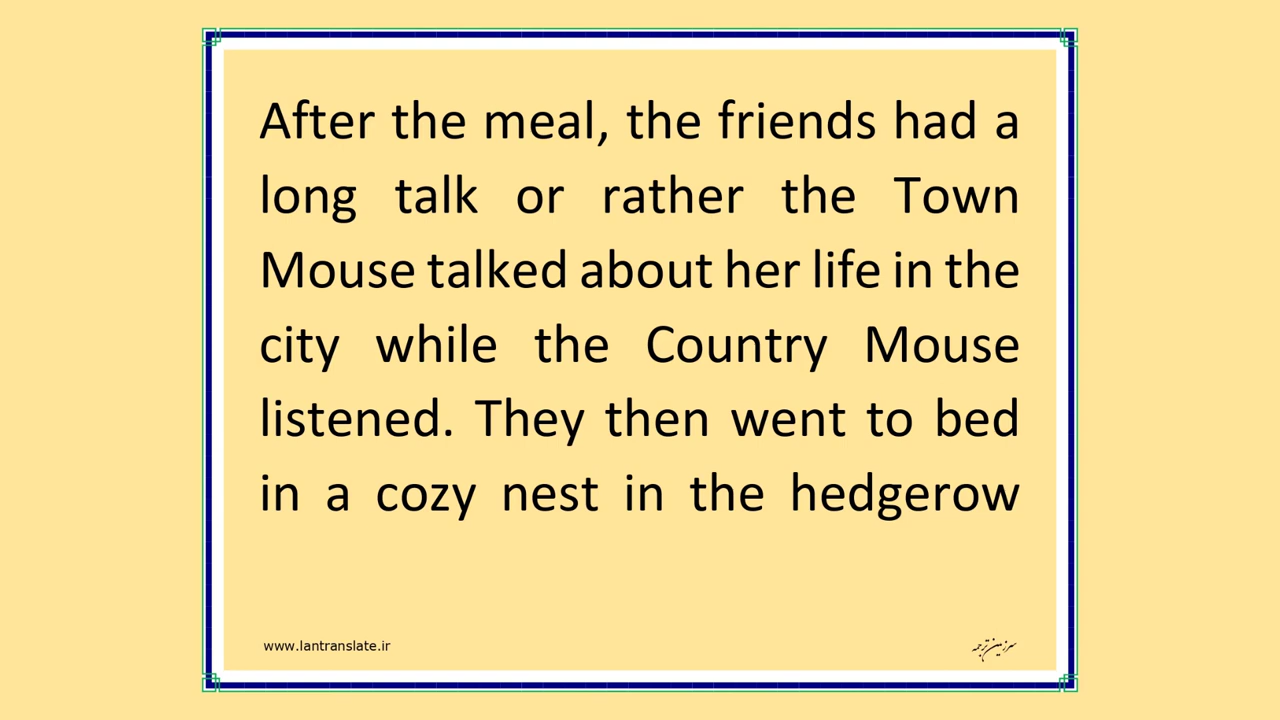 After the meal, the friends had a
long talk or rather the Town
Mouse talked about her life in the
city while the Country Mouse
listened. They then went to bed
in a cozy nest in the hedgerow
www.lantranslate.ir
سرزمین ترجمه